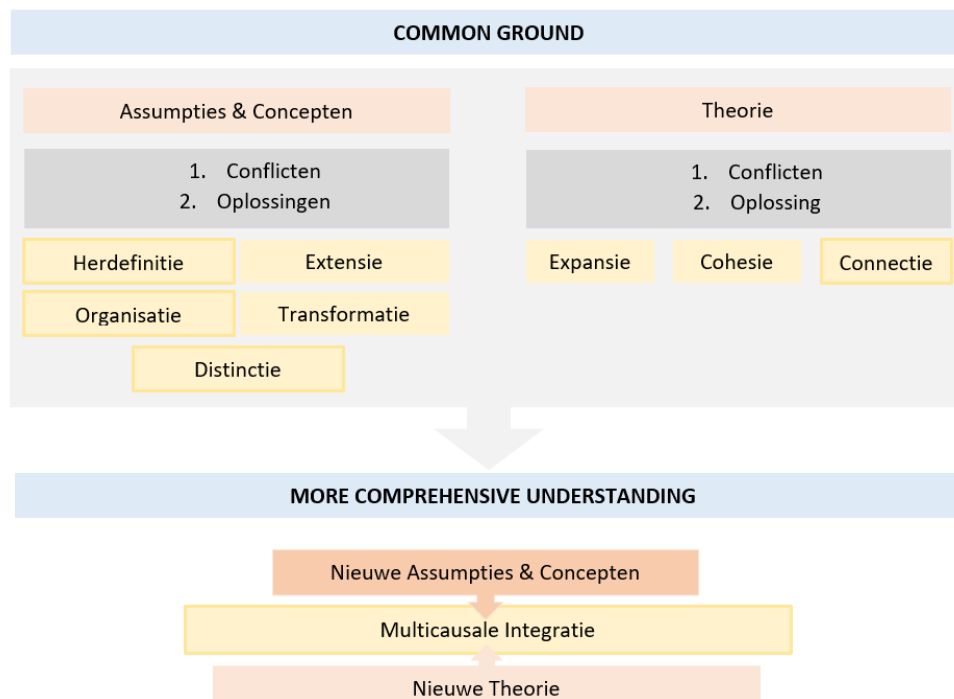 COMMON GROUND
Assumpties & Concepten
1. Conflicten
2. Oplossingen
Herdefinitie
Extensie
Organisatie
Transformatie
Distinctie
Theorie
1. Conflicten
2. Oplossing
Expansie
Cohesie
Connectie
MORE COMPREHENSIVE UNDERSTANDING
Nieuwe Assumpties & Concepten
Multicausale Integratie
Nieuwe Theorie